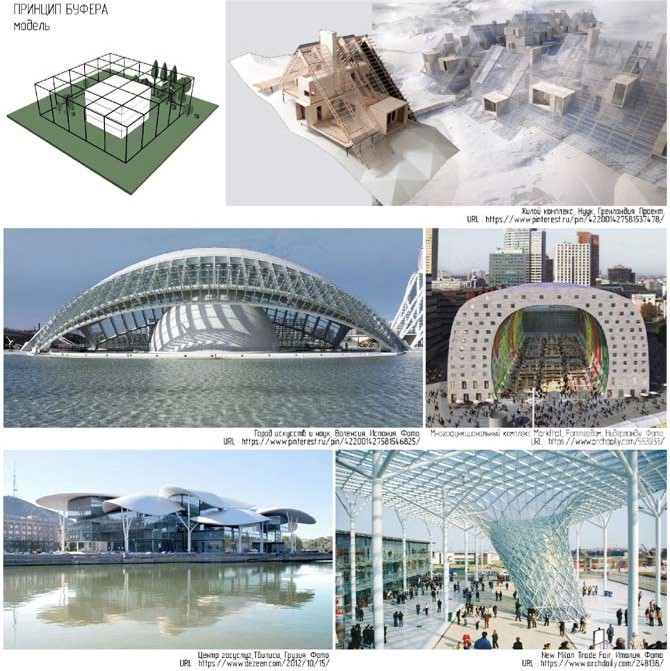 ПРИНЦИП БУФЕРА
модель
Жилой комплекс, Нуук, Гренландия. Проект.
URL : https://www.pinterest.ru/pin/422001427581537478/
Город искусств и наук, Валенсия, Испания. Фото.
URL : https://www.pinterest.ru/pin/422001427581546825/
Многофункциональный комплекс Markthal, Роттердам, Нидерланды. Фото.
URL : https://www.archdaily.com/553933/
Центр госуслуг,Тбилиси, Грузия. Фото.
URL : https://www.dezeen.com/2012/10/15/
New Milan Trade Fair, Италия. Фото.
URL : https://www.archdaily.com/248138/